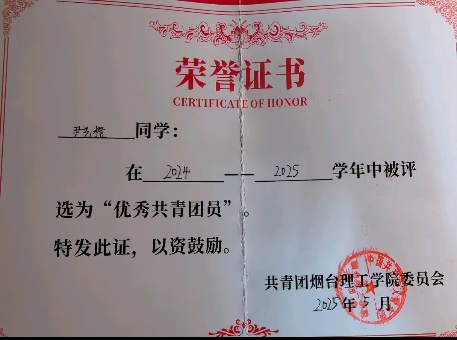 荣誉证书
CERTIFICATE OF HONOR
同学：
在 2024 —— 2025 学年中被评
选为“优秀共青团员”。
特发此证，以资鼓励。
共青团烟台理工学院委员会
2025年5月